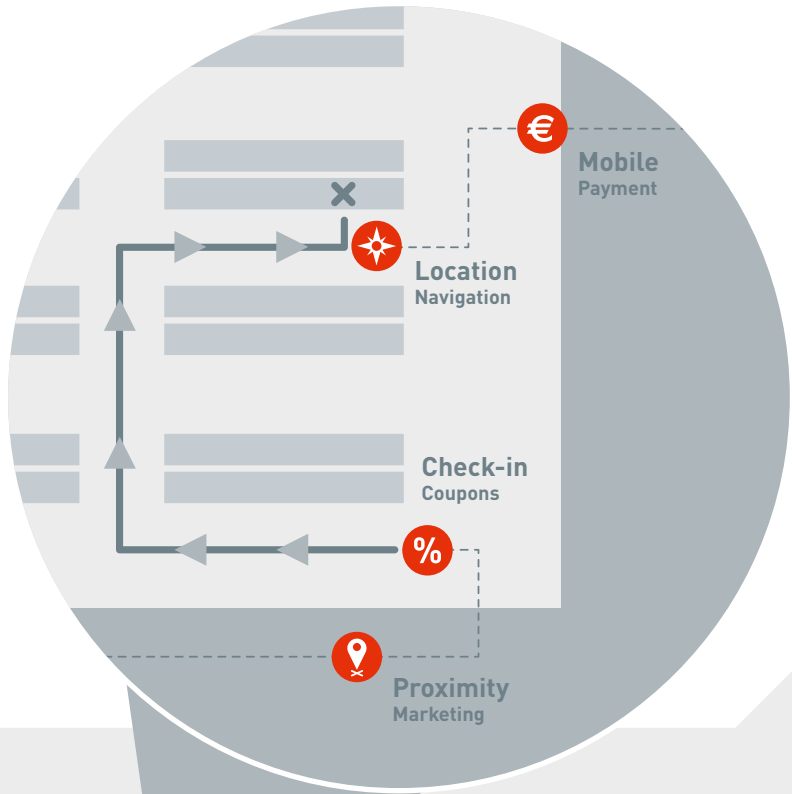 €
Mobile
Payment
Location
Navigation
Check-in
Coupons
%
Proximity
Marketing